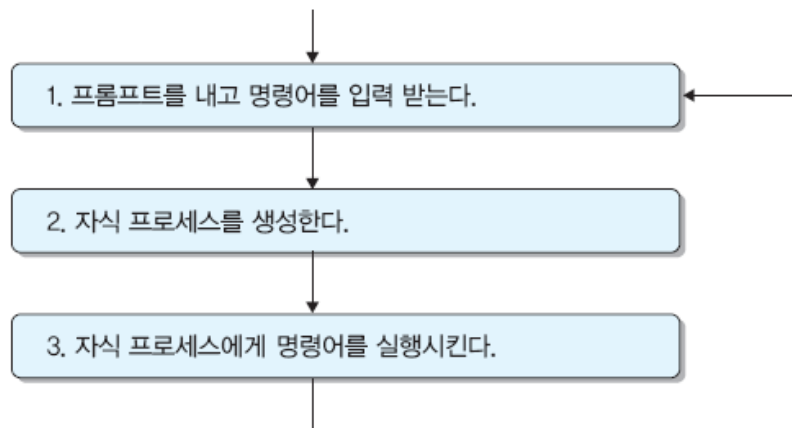 1. 프롬프트를 내고 명령어를 입력 받는다.
2. 자식 프로세스를 생성한다.
3. 자식 프로세스에게 명령어를 실행시킨다.